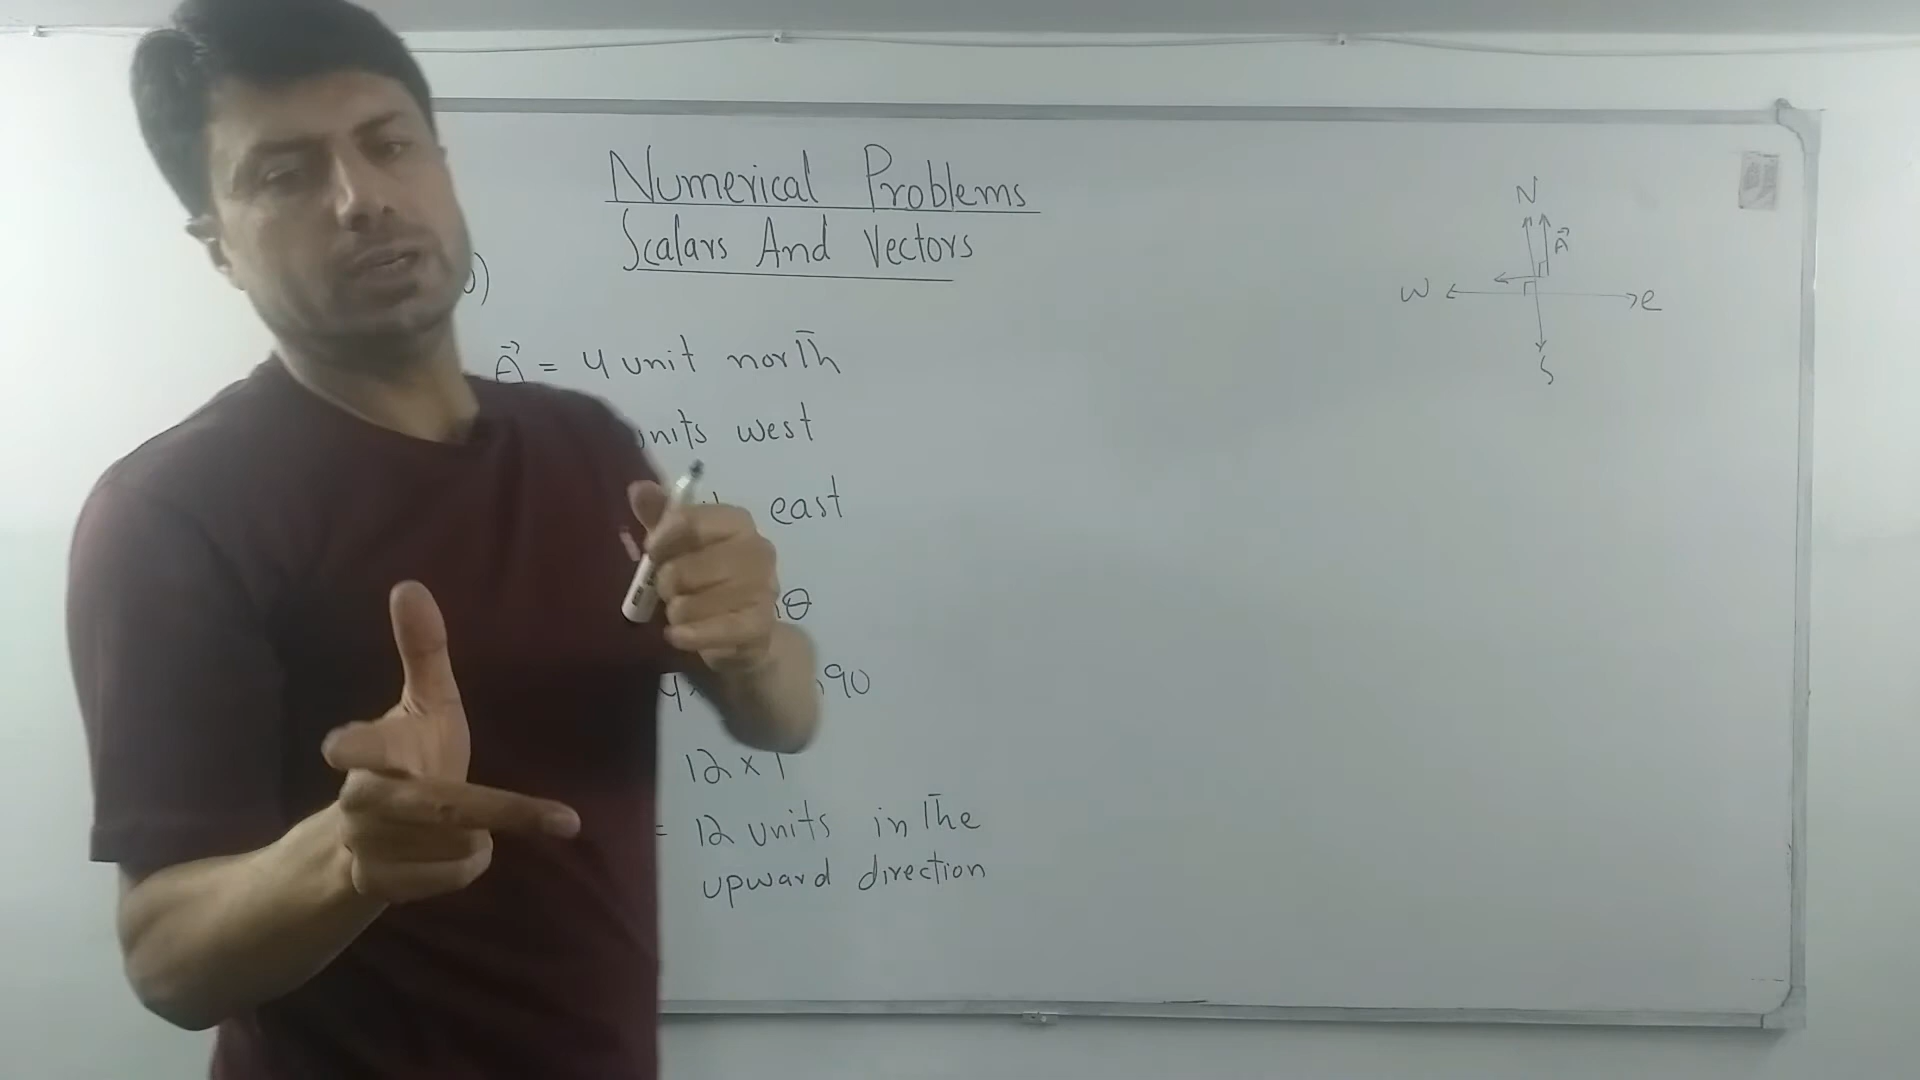 Numerical Problems
Scalars And Vectors
A = 4 unit north
units west
east
θ
90
12 × 1
= 12 units in the
upward direction
N
A
W
e
S